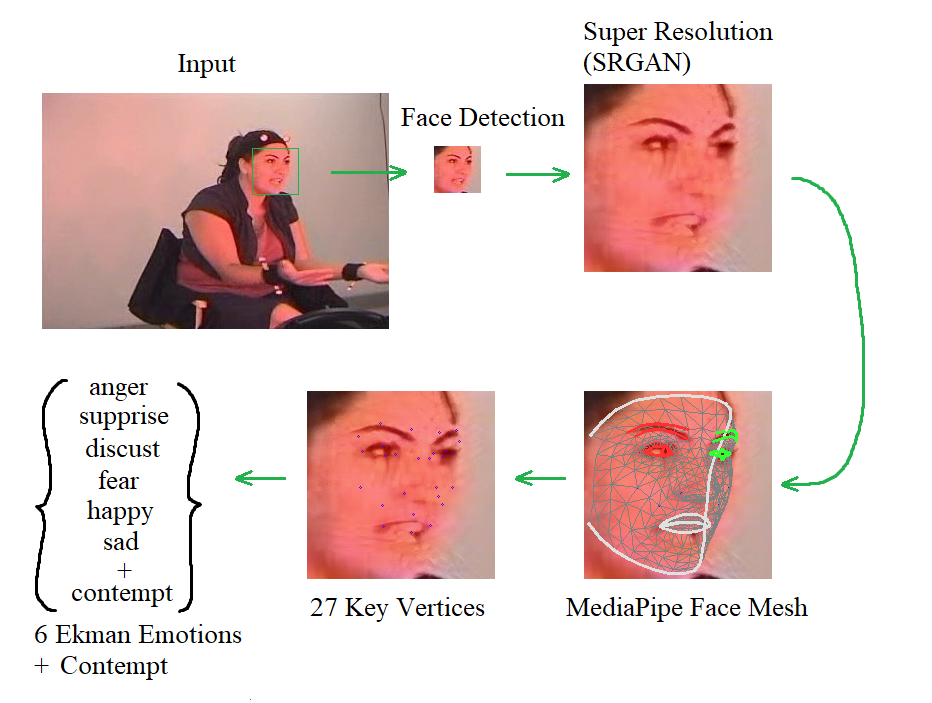 Input
Face Detection
Super Resolution
(SRGAN)
MediaPipe Face Mesh
27 Key Vertices
anger
supprise
discust
fear
happy
sad
+
contempt
6 Ekman Emotions
+ Contempt